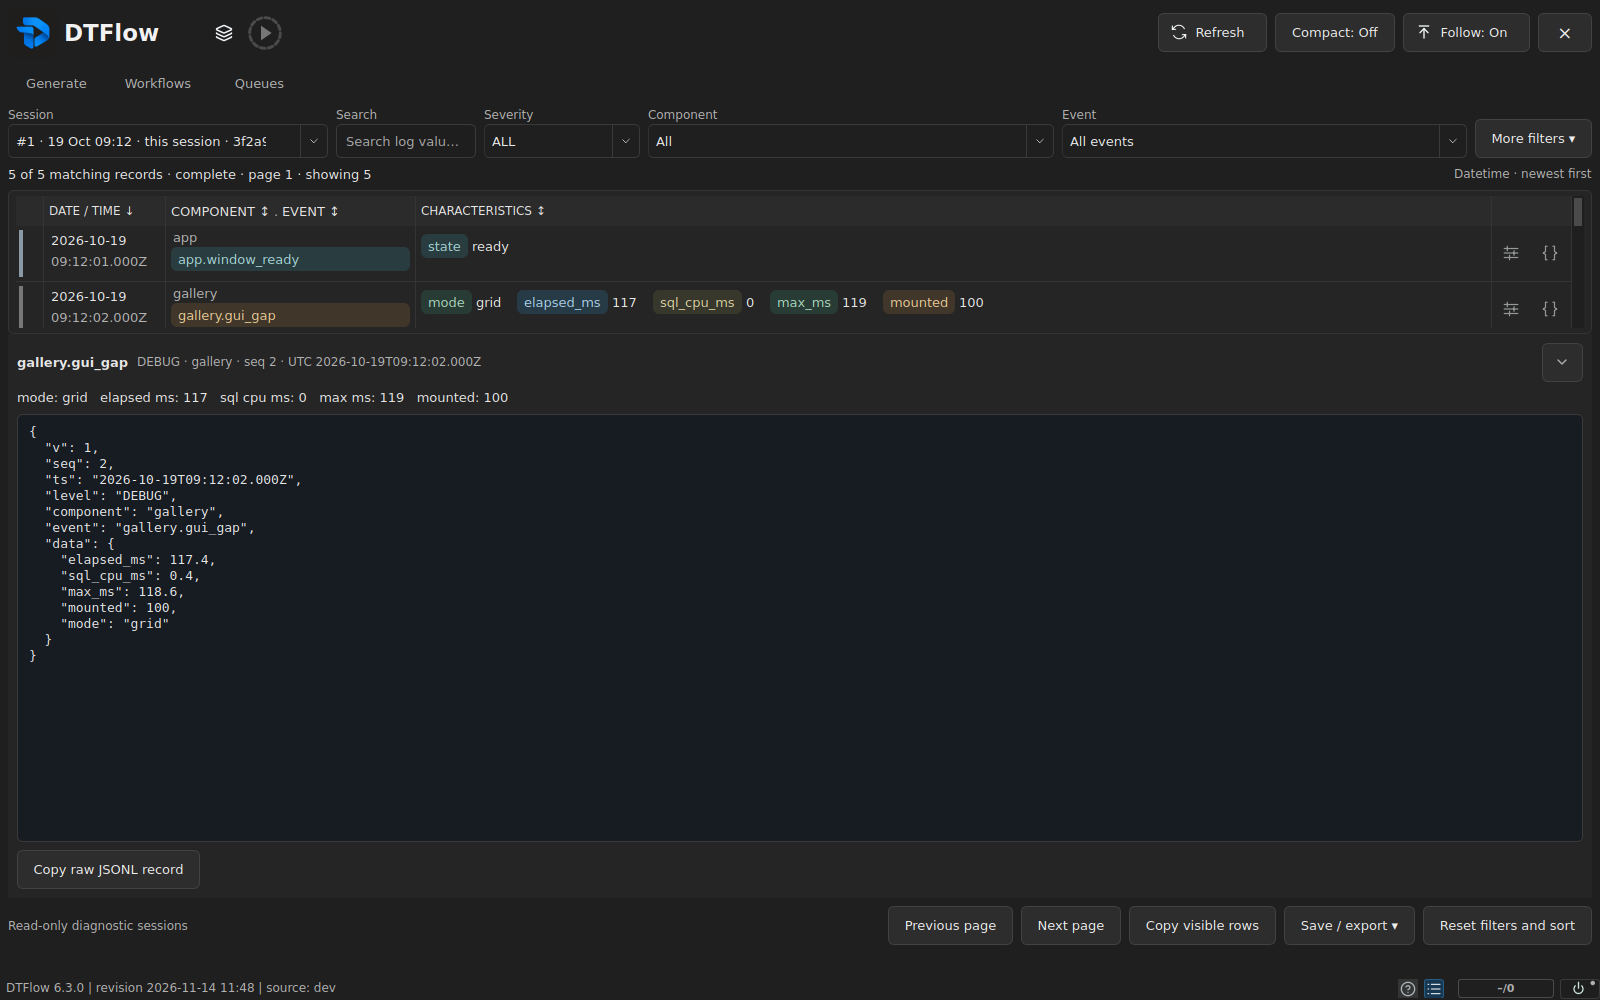 DTFlow
Refresh
Compact: Off
Follow: On
Generate
Workflows
Queues
Session
Search
Severity
Component
Event
#1 · 19 Oct 09:12 · this session · 3f2a
Search log valu...
ALL
All
All events
More filters ▾
5 of 5 matching records · complete · page 1 · showing 5
Datetime · newest first
DATE / TIME ↓
COMPONENT ↕ . EVENT ↕
CHARACTERISTICS ↕
2026-10-19
09:12:01.000Z
app
app.window_ready
state ready
{ }
2026-10-19
09:12:02.000Z
gallery
gallery.gui_gap
mode grid elapsed_ms 117 sql_cpu_ms 0 max_ms 119 mounted 100
{ }
gallery.gui_gap DEBUG · gallery · seq 2 · UTC 2026-10-19T09:12:02.000Z
mode: grid elapsed ms: 117 sql cpu ms: 0 max ms: 119 mounted: 100
{
"v": 1,
"seq": 2,
"ts": "2026-10-19T09:12:02.000Z",
"level": "DEBUG",
"component": "gallery",
"event": "gallery.gui_gap",
"data": {
"elapsed_ms": 117.4,
"sql_cpu_ms": 0.4,
"max_ms": 118.6,
"mounted": 100,
"mode": "grid"
}
}
Copy raw JSONL record
Read-only diagnostic sessions
Previous page
Next page
Copy visible rows
Save / export ▾
Reset filters and sort
DTFlow 6.3.0 | revision 2026-11-14 11:48 | source: dev
–/0